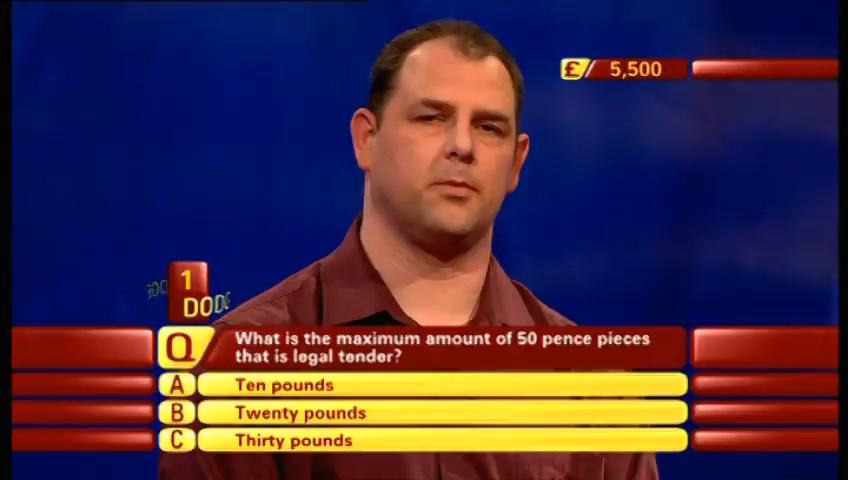 £ 5,500
1
DOD
Q
What is the maximum amount of 50 pence pieces
that is legal tender?
A Ten pounds
B Twenty pounds
C Thirty pounds